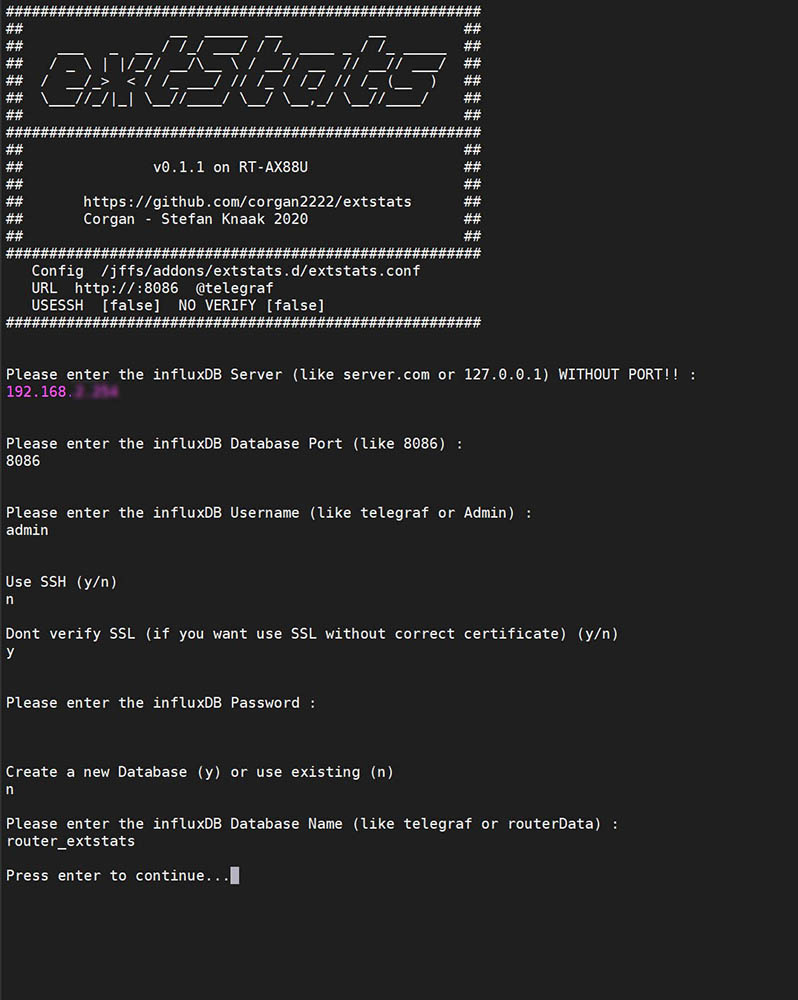 #######################################################
extStats
## v0.1.1 on RT-AX88U ##
## https://github.com/corgan2222/extstats ##
## Corgan - Stefan Knaak 2020 ##
#######################################################
Config /jffs/addons/extstats.d/extstats.conf
URL http://:8086 @telegraf
USESSH [false] NO VERIFY [false]
#######################################################
Please enter the influxDB Server (like server.com or 127.0.0.1) WITHOUT PORT!! :
192.168.
Please enter the influxDB Database Port (like 8086) :
8086
Please enter the influxDB Username (like telegraf or Admin) :
admin
Use SSH (y/n)
n
Dont verify SSL (if you want use SSL without correct certificate) (y/n)
y
Please enter the influxDB Password :
Create a new Database (y) or use existing (n)
n
Please enter the influxDB Database Name (like telegraf or routerData) :
router_extstats
Press enter to continue...